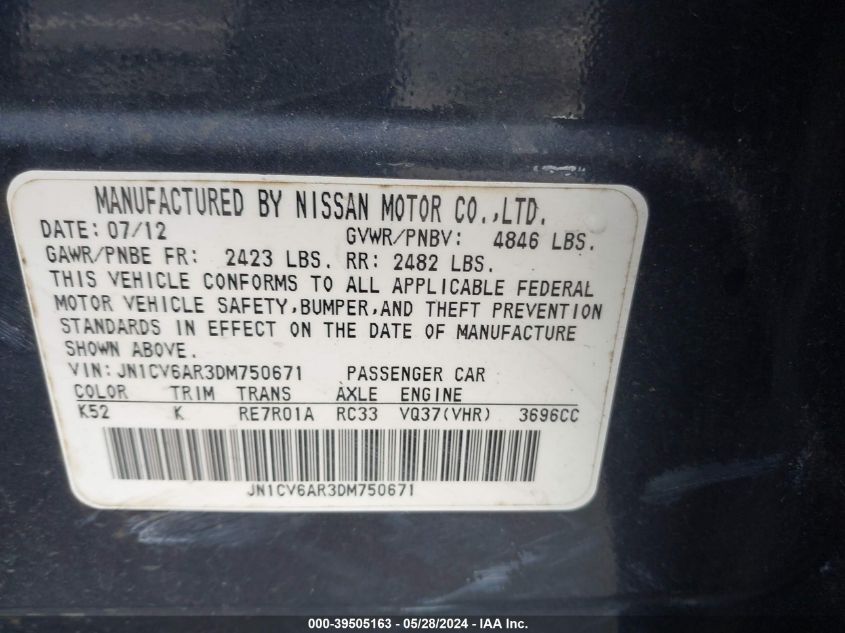 MANUFACTURED BY NISSAN MOTOR CO.,LTD.
DATE: 07/12 GVWR/PNBV: 4846 LBS.
GAWR/PNBE FR: 2423 LBS. RR: 2482 LBS.
THIS VEHICLE CONFORMS TO ALL APPLICABLE FEDERAL
MOTOR VEHICLE SAFETY,BUMPER,AND THEFT PREVENTION
STANDARDS IN EFFECT ON THE DATE OF MANUFACTURE
SHOWN ABOVE.
VIN: JN1CV6AR3DM750671 PASSENGER CAR
COLOR TRIM TRANS AXLE ENGINE
K52 K RE7R01A RC33 VQ37(VHR) 3696CC
JN1CV6AR3DM750671
000-39505163 - 05/28/2024 - IAA Inc.